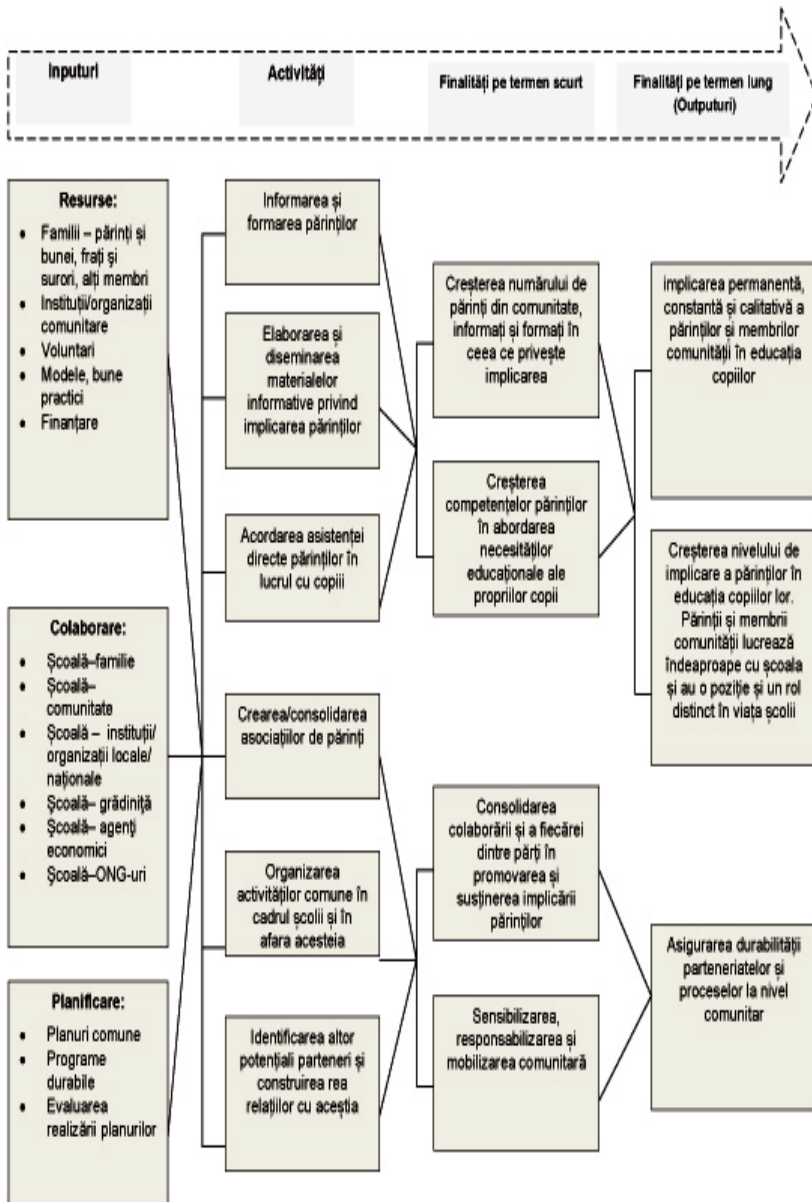 Inputuri
Activități
Finalități pe termen scurt
Finalități pe termen lung
(Outputuri)
Resurse:
• Familii – părinți și
bunei, frați și
surori, alți membri
• Instituții/organizații
comunitare
• Voluntari
• Modele, bune
practici
• Finanțare
Colaborare:
• Școală–familie
• Școală–
comunitate
• Școală – instituții/
organizații locale/
naționale
• Școală– grădiniță
• Școală– agenți
economici
• Școală–ONG-uri
Planificare:
• Planuri comune
• Programe
durabile
• Evaluarea
realizării planurilor
Informarea și
formarea părinților
Elaborarea și
diseminarea
materialelor
informative privind
implicarea părinților
Acordarea asistenței
directe părinților în
lucrul cu copiii
Crearea/consolidarea
asociațiilor de părinți
Organizarea
activităților comune în
cadrul școlii și în
afara acesteia
Identificarea altor
potențiali parteneri și
construirea rea
relațiilor cu aceștia
Creșterea numărului de
părinți din comunitate,
informați și formați în
ceea ce privește
implicarea
Creșterea
competențelor părinților
în abordarea
necesităților
educaționale ale
propriilor copii
Consolidarea
colaborării și a fiecărei
dintre părți în
promovarea și
susținerea implicării
părinților
Sensibilizarea,
responsabilizarea și
mobilizarea comunitară
implicarea permanentă,
constantă și calitativă a
părinților și membrilor
comunității în educația
copiilor
Creșterea nivelului de
implicare a părinților în
educația copiilor lor.
Părinții și membrii
comunității lucrează
îndeaproape cu școala
și au o poziție și un rol
distinct în viața școlii
Asigurarea durabilității
parteneriatelor și
proceselor la nivel
comunitar